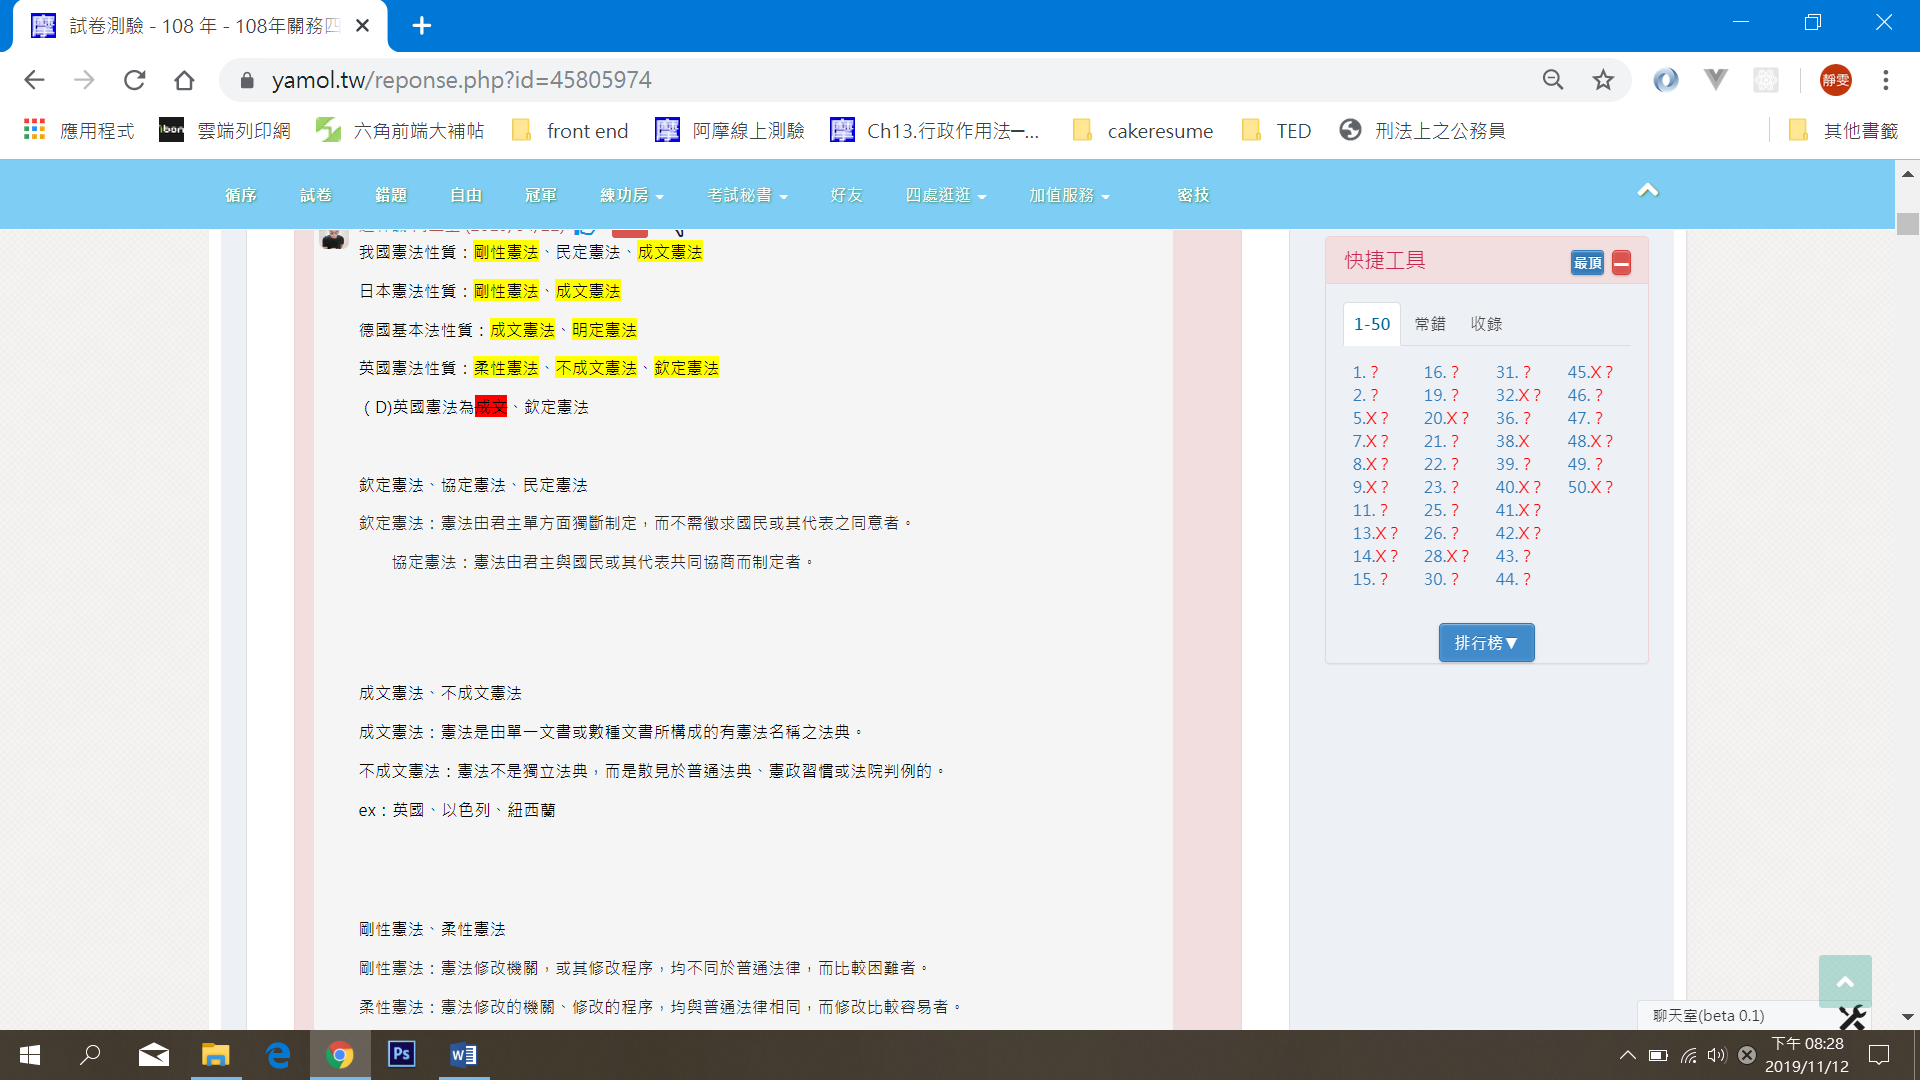 試卷測驗 - 108 年 - 108年關務四
yamol.tw/reponse.php?id=45805974
靜雯
應用程式 ibon 雲端列印網 六角前端大補帖 front end 摩 阿摩線上測驗 摩 Ch13.行政作用法─... cakeresume TED 刑法上之公務員 其他書籤
循序 試卷 錯題 自由 冠軍 練功房 考試秘書 好友 四處逛逛 加值服務 密技
我國憲法性質：剛性憲法、民定憲法、成文憲法
日本憲法性質：剛性憲法、成文憲法
德國基本法性質：成文憲法、明定憲法
英國憲法性質：柔性憲法、不成文憲法、欽定憲法
（D)英國憲法為成文、欽定憲法
欽定憲法、協定憲法、民定憲法
欽定憲法：憲法由君主單方面獨斷制定，而不需徵求國民或其代表之同意者。
協定憲法：憲法由君主與國民或其代表共同協商而制定者。
成文憲法、不成文憲法
成文憲法：憲法是由單一文書或數種文書所構成的有憲法名稱之法典。
不成文憲法：憲法不是獨立法典，而是散見於普通法典、憲政習慣或法院判例的。
ex：英國、以色列、紐西蘭
剛性憲法、柔性憲法
剛性憲法：憲法修改機關，或其修改程序，均不同於普通法律，而比較困難者。
柔性憲法：憲法修改的機關、修改的程序，均與普通法律相同，而修改比較容易者。
快捷工具 最頂
1-50 常錯 收錄
1. ? 16. ? 31. ? 45.X ?
2. ? 19. ? 32.X ? 46. ?
5.X ? 20.X ? 36. ? 47. ?
7.X ? 21. ? 38.X 48.X ?
8.X ? 22. ? 39. ? 49. ?
9.X ? 23. ? 40.X ? 50.X ?
11. ? 25. ? 41.X ?
13.X ? 26. ? 42.X ?
14.X ? 28.X ? 43. ?
15. ? 30. ? 44. ?
排行榜▼
聊天室(beta 0.1)
Ps
下午 08:28
2019/11/12